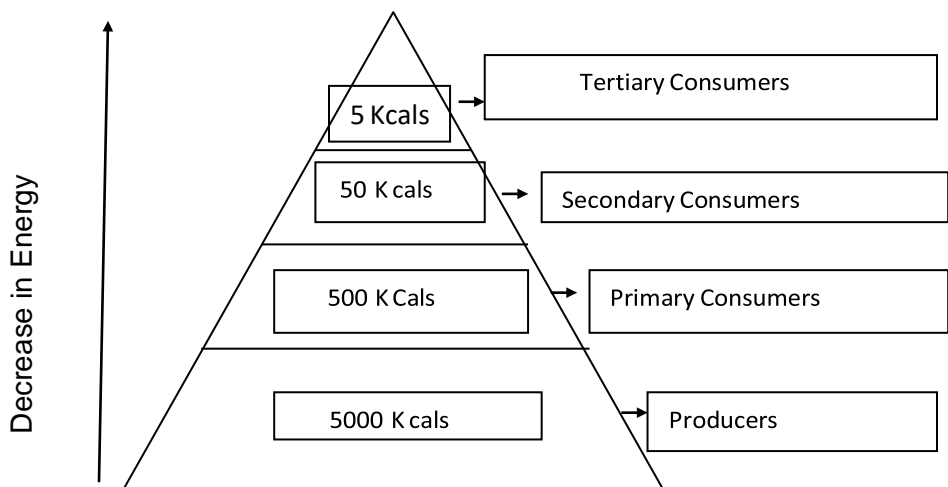 Tertiary Consumers
5 Kcals
50 K cals
Secondary Consumers
Decrease in Energy
500 K Cals
Primary Consumers
5000 K cals
Producers